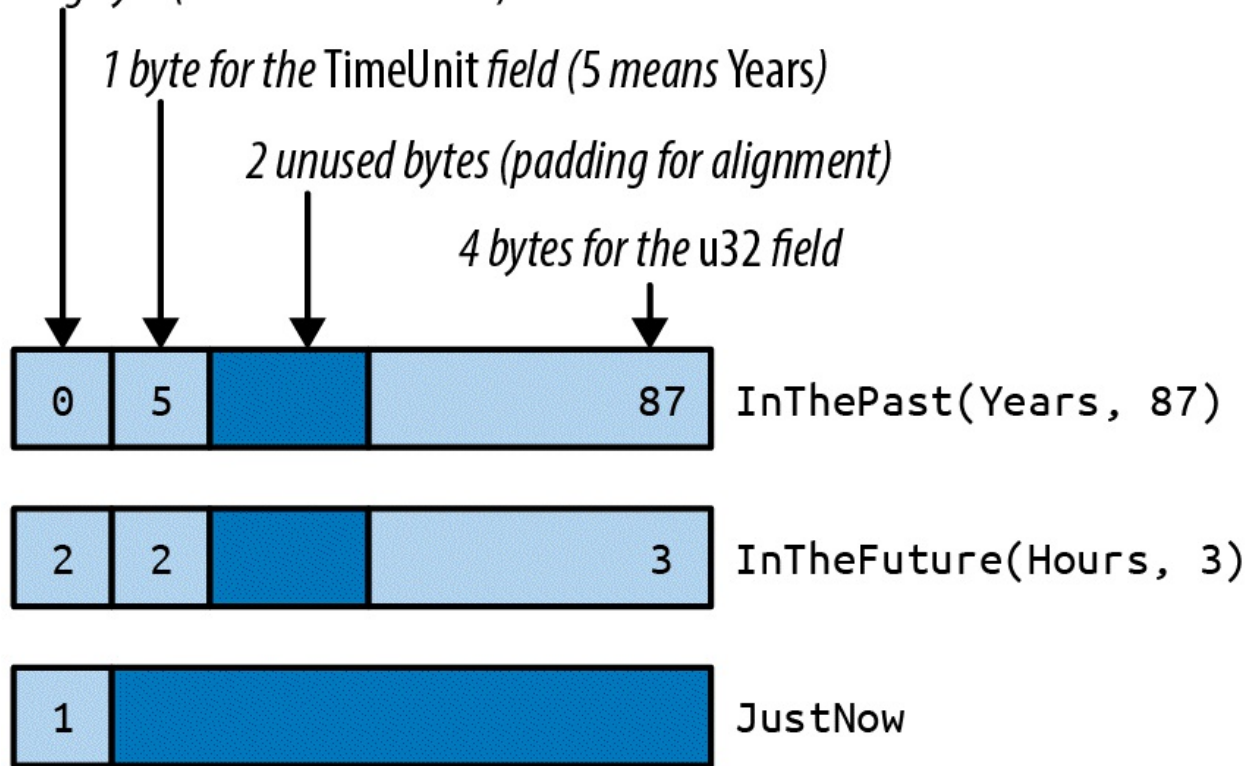 1 byte for the TimeUnit field (5 means Years)
2 unused bytes (padding for alignment)
4 bytes for the u32 field
0 5 87 InThePast(Years, 87)
2 2 3 InTheFuture(Hours, 3)
1 JustNow